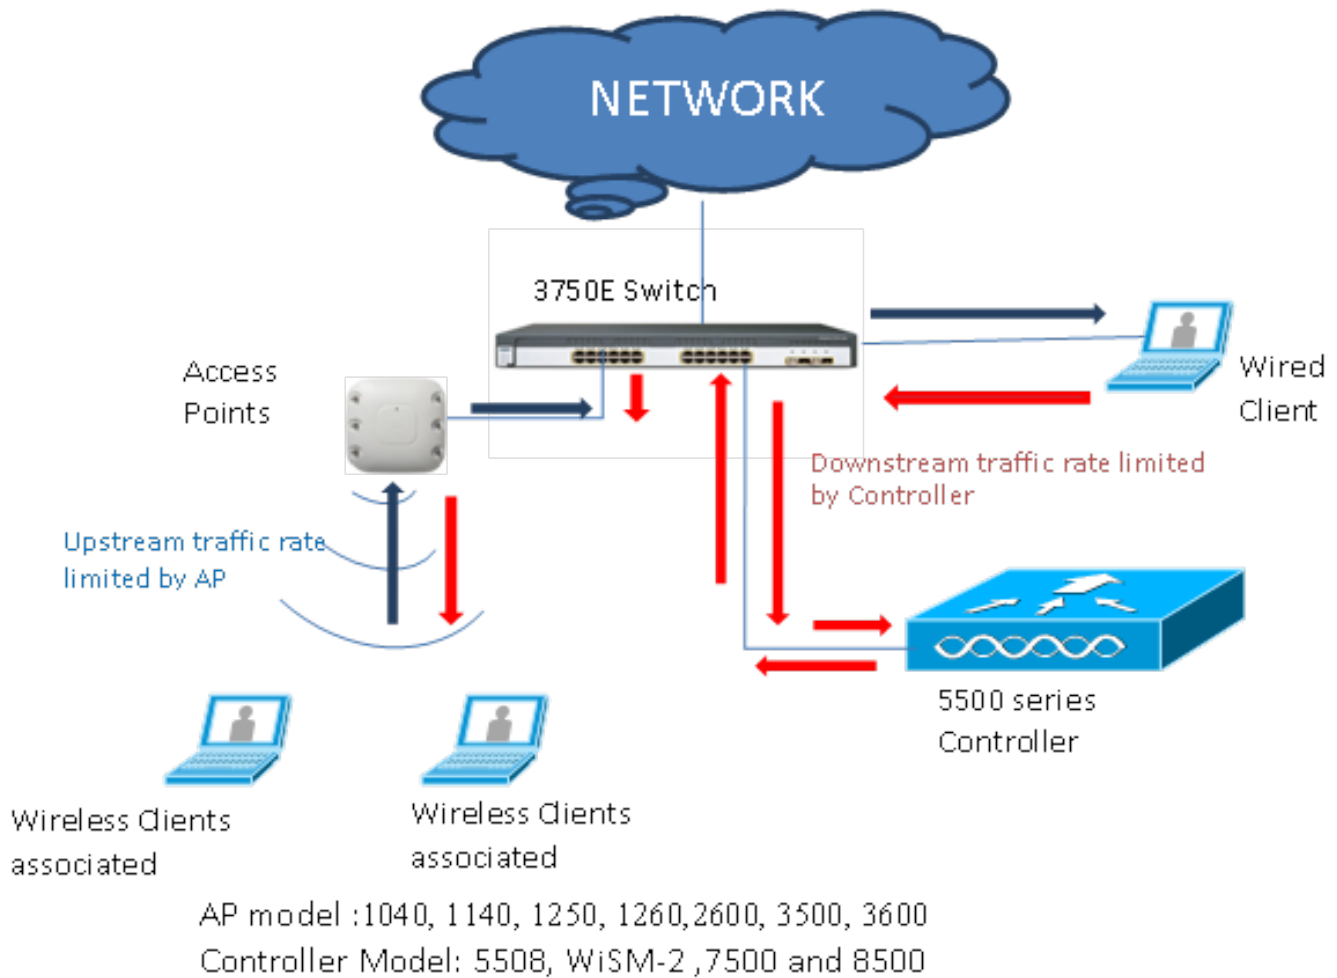 NETWORK
3750E Switch
Access
Points
Wired
Client
Downstream traffic rate limited
by Controller
Upstream traffic rate
limited by AP
5500 series
Controller
Wireless Clients
associated
Wireless Clients
associated
AP model :1040, 1140, 1250, 1260,2600, 3500, 3600
Controller Model: 5508, WiSM-2 ,7500 and 8500